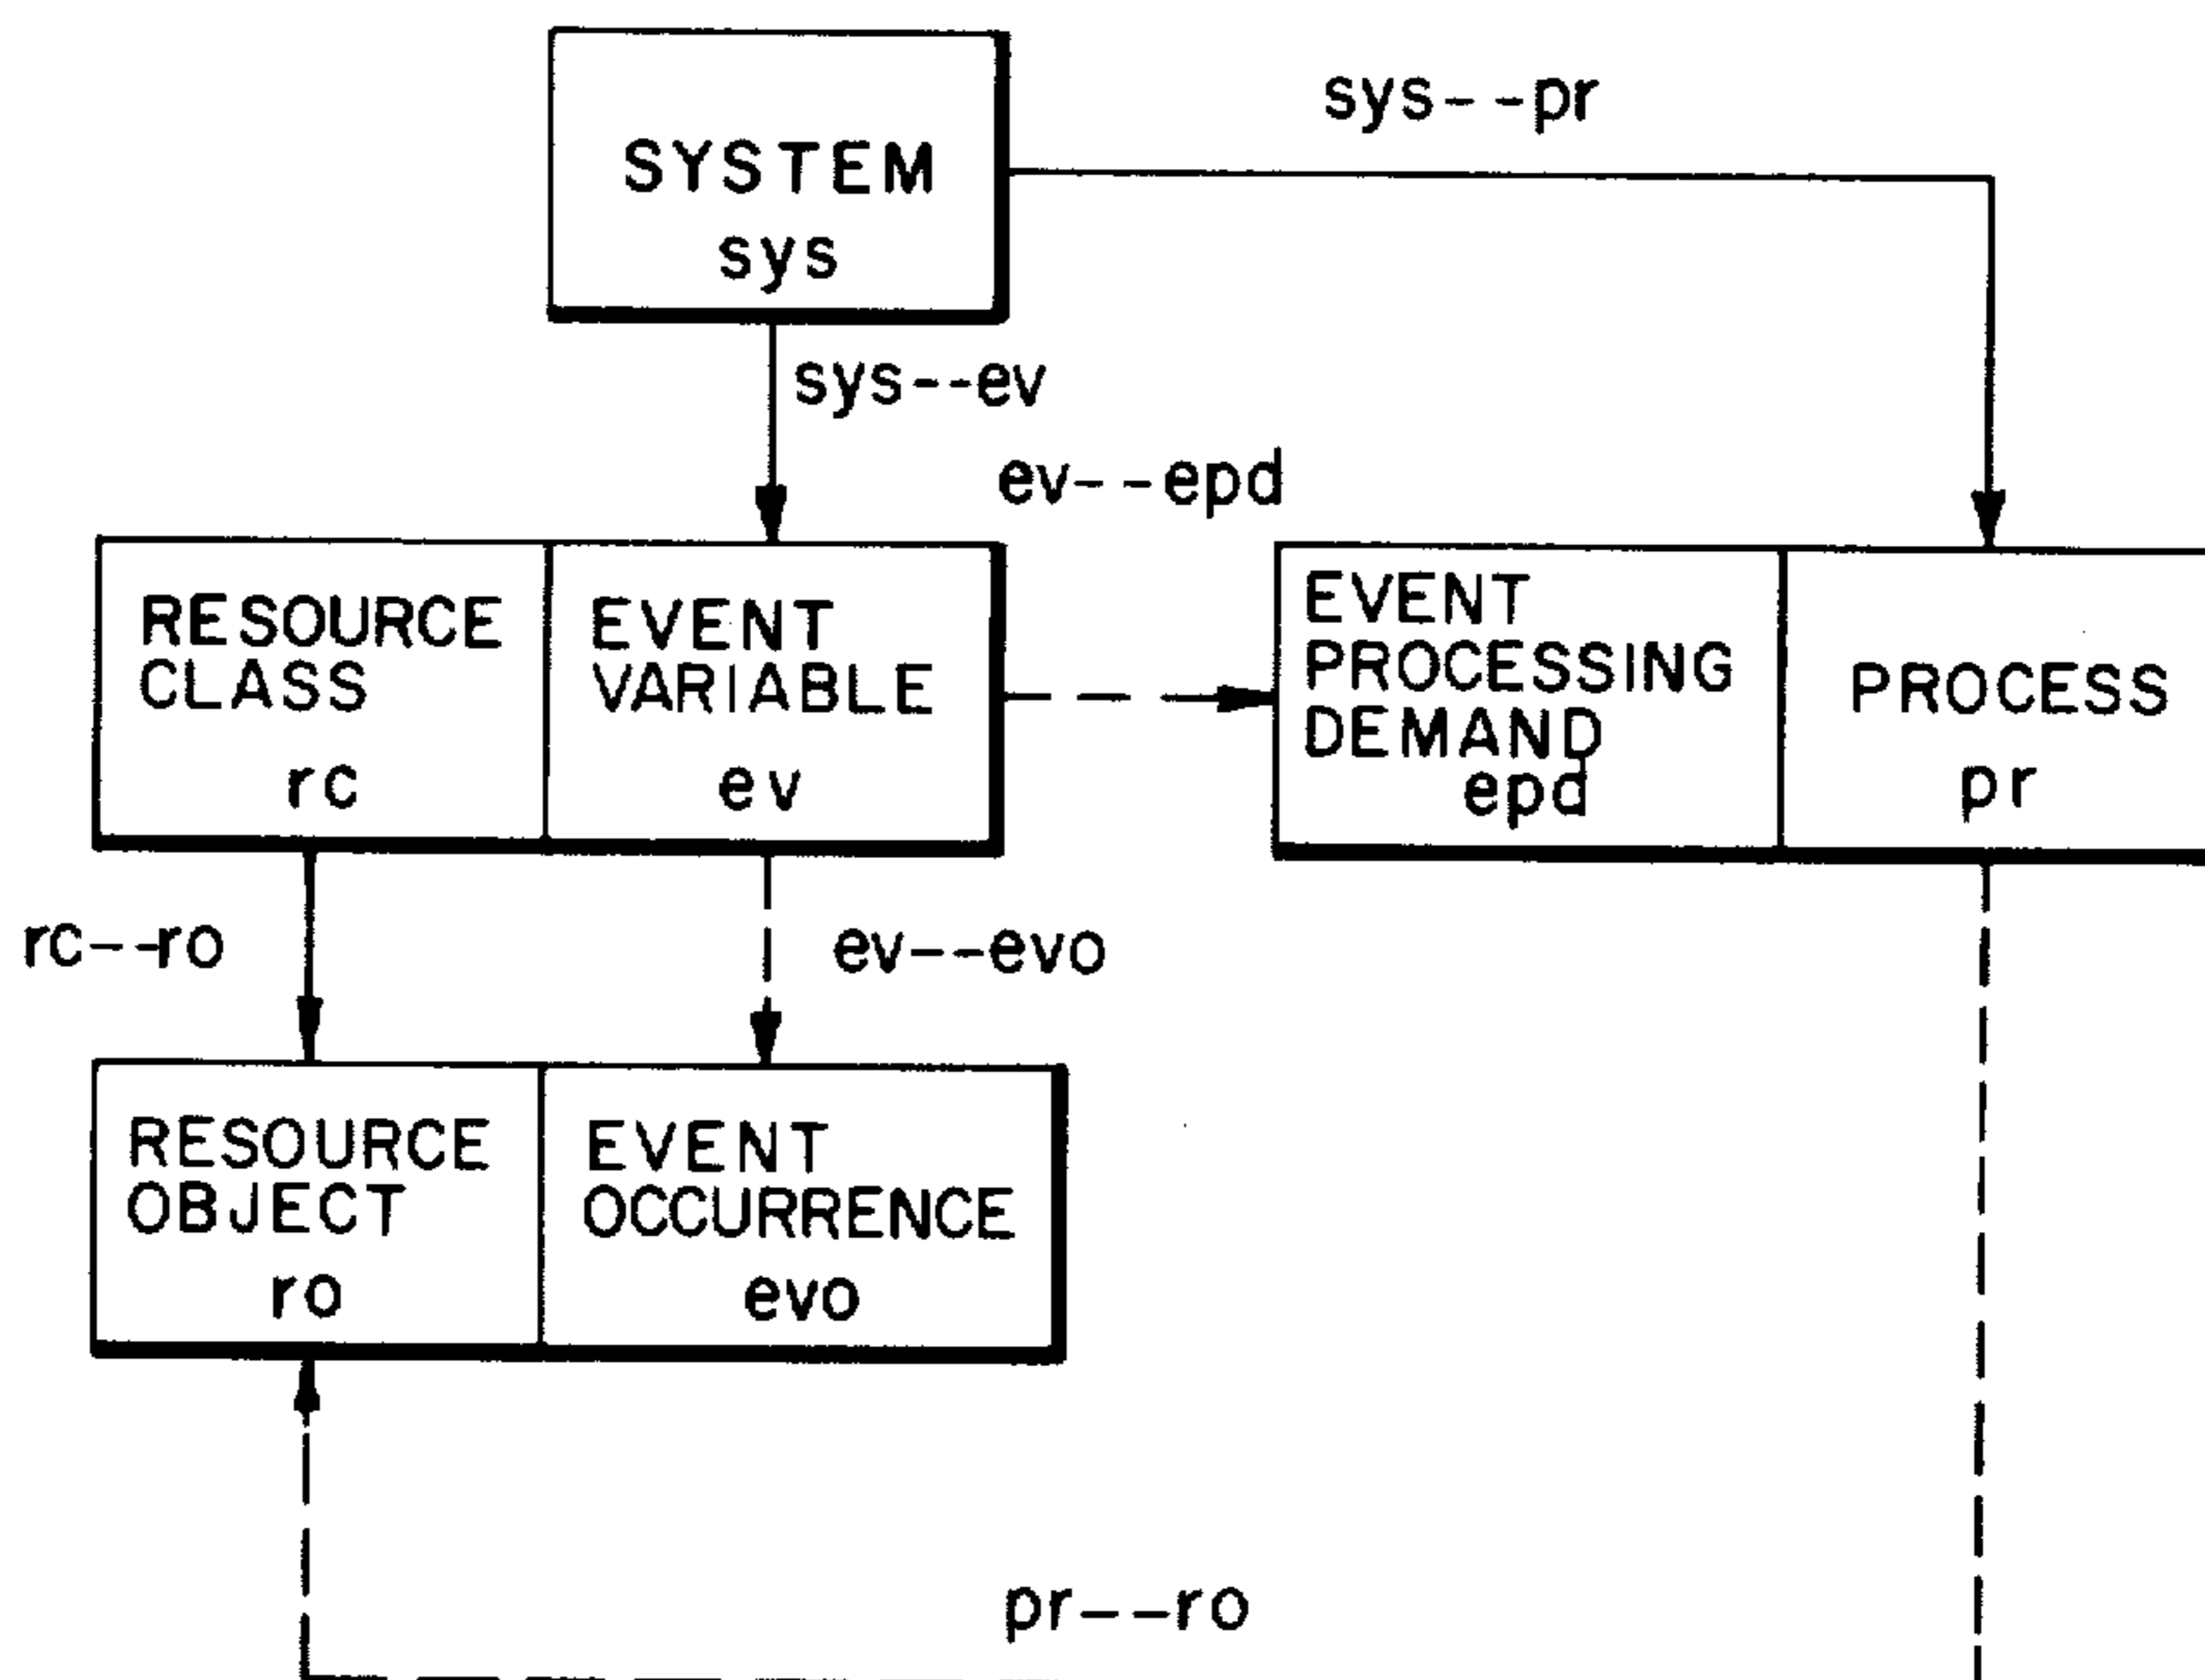 sys--pr
SYSTEM
sys
sys--ev
ev--epd
RESOURCE
CLASS
rc
EVENT
VARIABLE
ev
EVENT
PROCESSING
DEMAND
epd
PROCESS
pr
rc--ro
ev--evo
RESOURCE
OBJECT
ro
EVENT
OCCURRENCE
evo
pr--ro